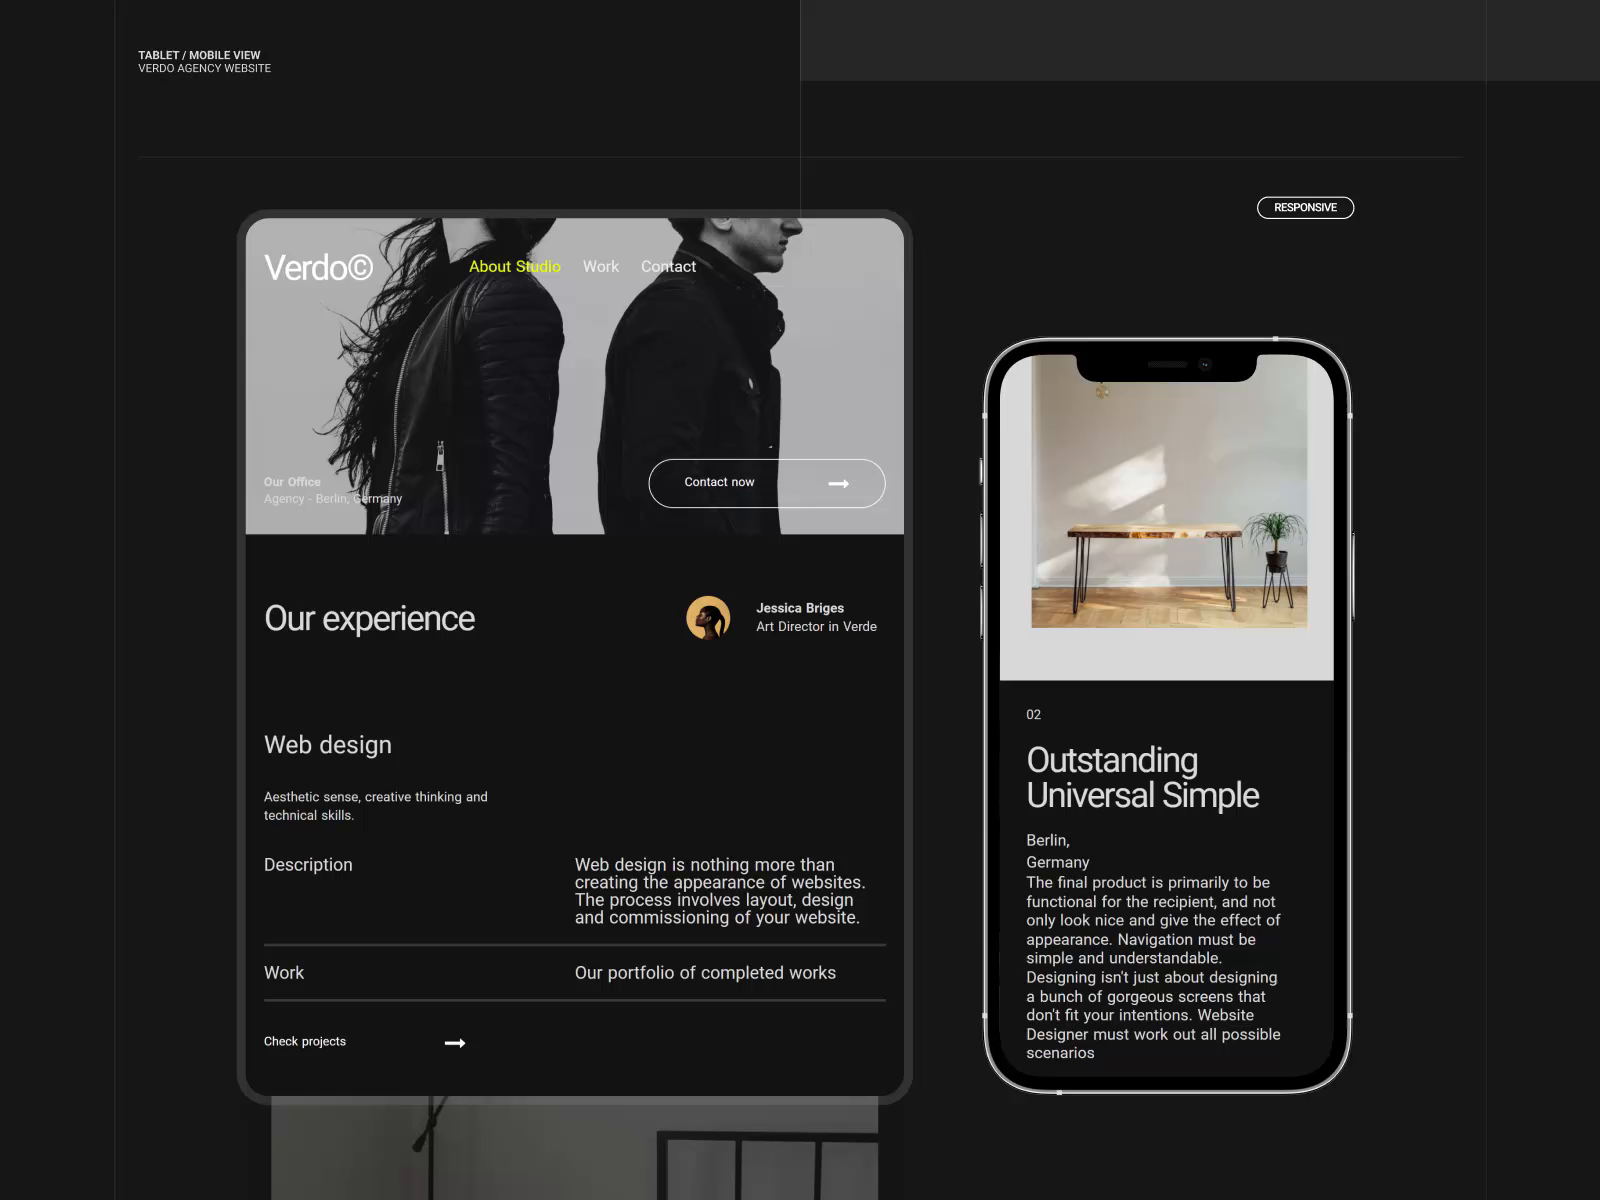 TABLET / MOBILE VIEW
VERDO AGENCY WEBSITE
RESPONSIVE
Verdo©
About Studio
Work
Contact
Our Office
Agency - Berlin, Germany
Contact now
Our experience
Jessica Briges
Art Director in Verde
Web design
Aesthetic sense, creative thinking and
technical skills.
Description
Web design is nothing more than
creating the appearance of websites.
The process involves layout, design
and commissioning of your website.
Work
Our portfolio of completed works
Check projects
02
Outstanding
Universal Simple
Berlin,
Germany
The final product is primarily to be
functional for the recipient, and not
only look nice and give the effect of
appearance. Navigation must be
simple and understandable.
Designing isn't just about designing
a bunch of gorgeous screens that
don't fit your intentions. Website
Designer must work out all possible
scenarios